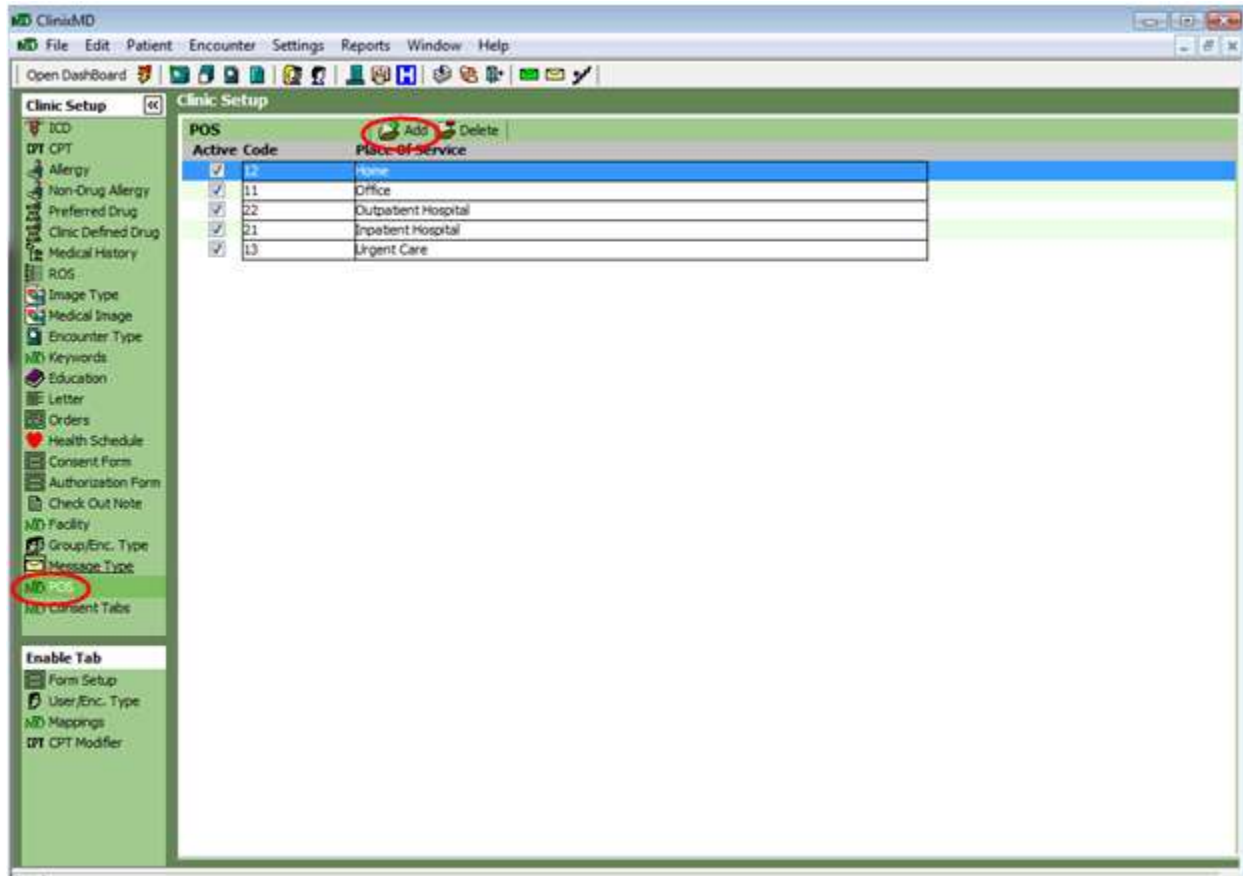 ClinicMD
File Edit Patient Encounter Settings Reports Window Help
Open DashBoard
Clinic Setup
ICD
CPT CPT
Allergy
Non-Drug Allergy
Preferred Drug
Clinic Defined Drug
Medical History
ROS
Image Type
Medical Image
Encounter Type
Keywords
Education
Letter
Orders
Health Schedule
Consent Form
Authorization Form
Check Out Note
Facility
Group/Enc. Type
Message Type
POS
Consent Tabs
Enable Tab
Form Setup
User/Enc. Type
Mappings
CPT CPT Modifier
Clinic Setup
POS Add Delete
Active Code Place Of Service
12 Home
11 Office
22 Outpatient Hospital
21 Inpatient Hospital
13 Urgent Care